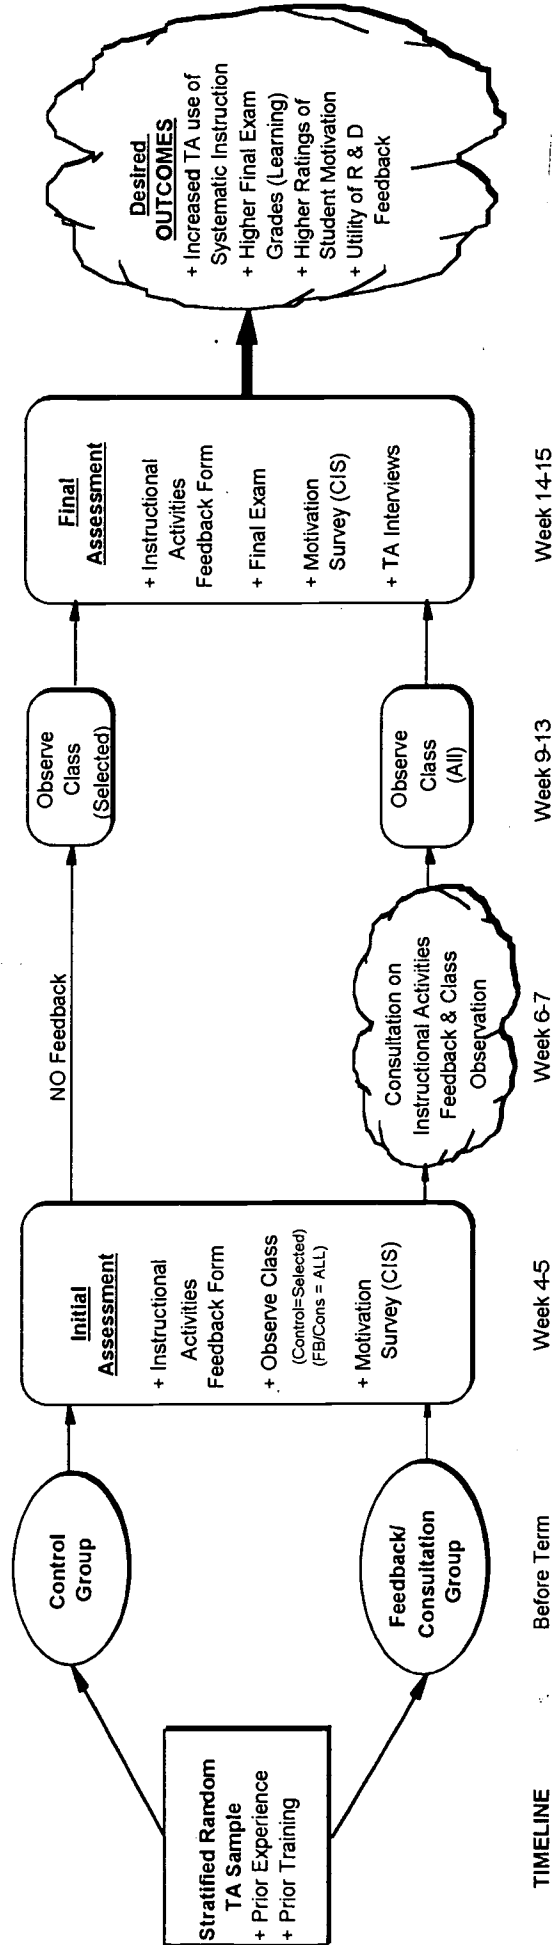 Stratified Random
TA Sample
+ Prior Experience
+ Prior Training
Control
Group
Feedback/
Consultation
Group
Initial
Assessment
+ Instructional
Activities
Feedback Form
+ Observe Class
(Control=Selected)
(FB/Cons = ALL)
+ Motivation
Survey (CIS)
NO Feedback
Consultation on
Instructional Activities
Feedback & Class
Observation
Observe
Class
(Selected)
Observe
Class
(All)
Final
Assessment
+ Instructional
Activities
Feedback Form
+ Final Exam
+ Motivation
Survey (CIS)
+ TA Interviews
Desired
OUTCOMES
+ Increased TA use of
Systematic Instruction
+ Higher Final Exam
Grades (Learning)
+ Higher Ratings of
Student Motivation
+ Utility of R & D
Feedback
TIMELINE
Before Term
Week 4-5
Week 6-7
Week 9-13
Week 14-15